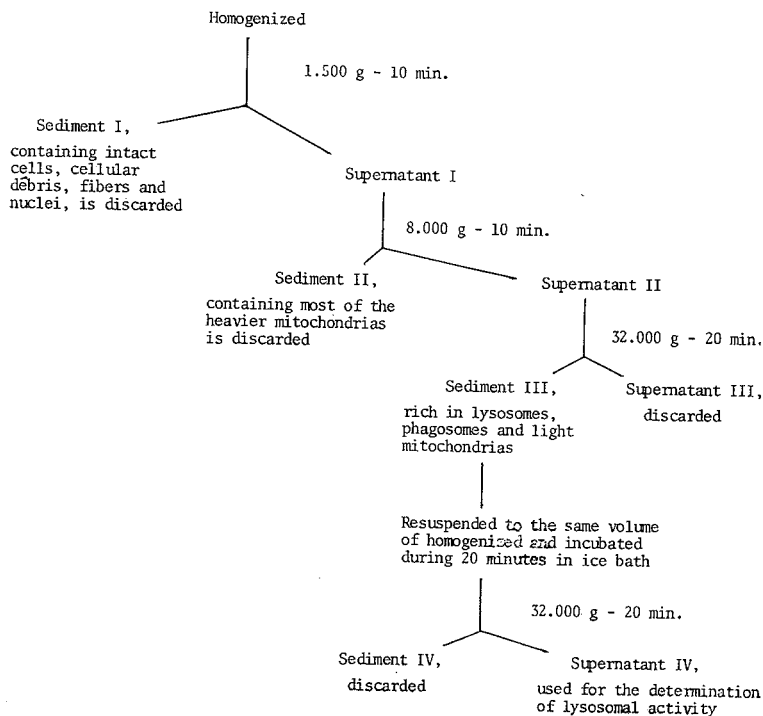 Homogenized
1.500 g - 10 min.
Sediment I,
containing intact
cells, cellular
débris, fibers and
nuclei, is discarded
Supernatant I
8.000 g - 10 min.
Sediment II,
containing most of the
heavier mitochondrias
is discarded
Supernatant II
32.000 g - 20 min.
Sediment III,
rich in lysosomes,
phagosomes and light
mitochondrias
Supernatant III,
discarded
Resuspended to the same volume
of homogenized and incubated
during 20 minutes in ice bath
32.000 g - 20 min.
Sediment IV,
discarded
Supernatant IV,
used for the determination
of lysosomal activity